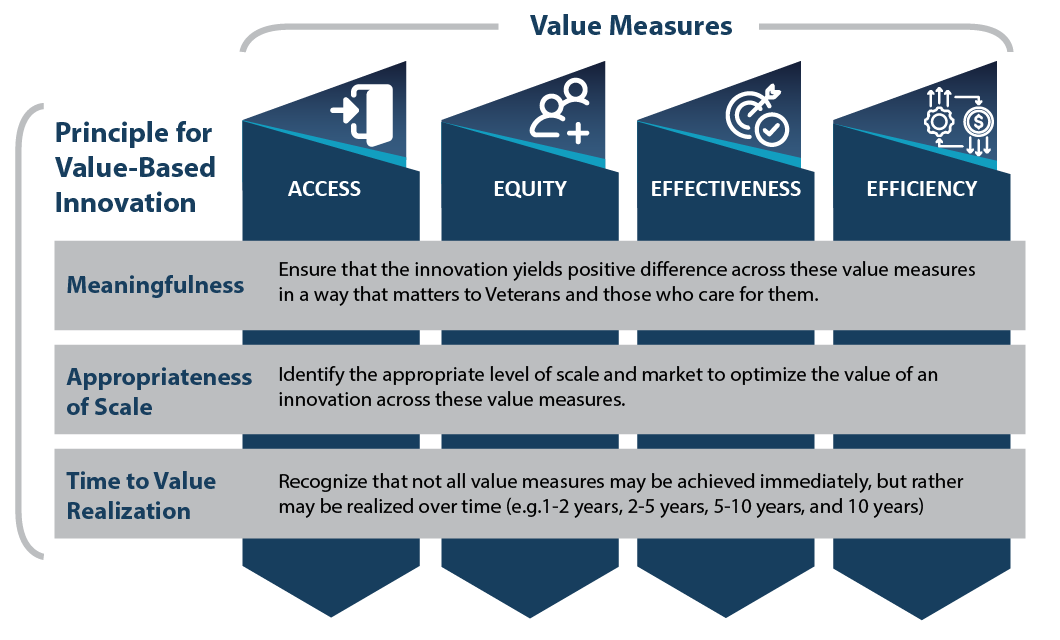 Value Measures
Principle for
Value-Based
Innovation
ACCESS
EQUITY
EFFECTIVENESS
EFFICIENCY
$
Meaningfulness
Ensure that the innovation yields positive difference across these value measures
in a way that matters to Veterans and those who care for them.
Appropriateness
of Scale
Identify the appropriate level of scale and market to optimize the value of an
innovation across these value measures.
Time to Value
Realization
Recognize that not all value measures may be achieved immediately, but rather
may be realized over time (e.g.1-2 years, 2-5 years, 5-10 years, and 10 years)